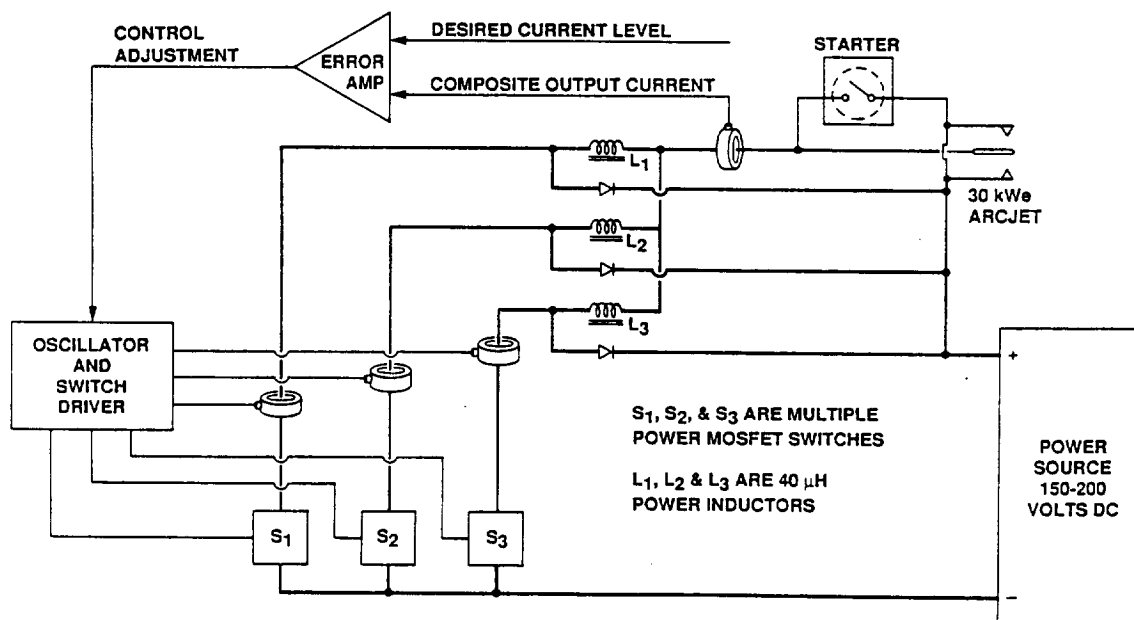 CONTROL
ADJUSTMENT
ERROR
AMP
DESIRED CURRENT LEVEL
COMPOSITE OUTPUT CURRENT
STARTER
L1
30 kWe
ARCJET
L2
L3
OSCILLATOR
AND
SWITCH
DRIVER
+
S1, S2, & S3 ARE MULTIPLE
POWER MOSFET SWITCHES
L1, L2 & L3 ARE 40 μH
POWER INDUCTORS
POWER
SOURCE
150-200
VOLTS DC
S1
S2
S3
−